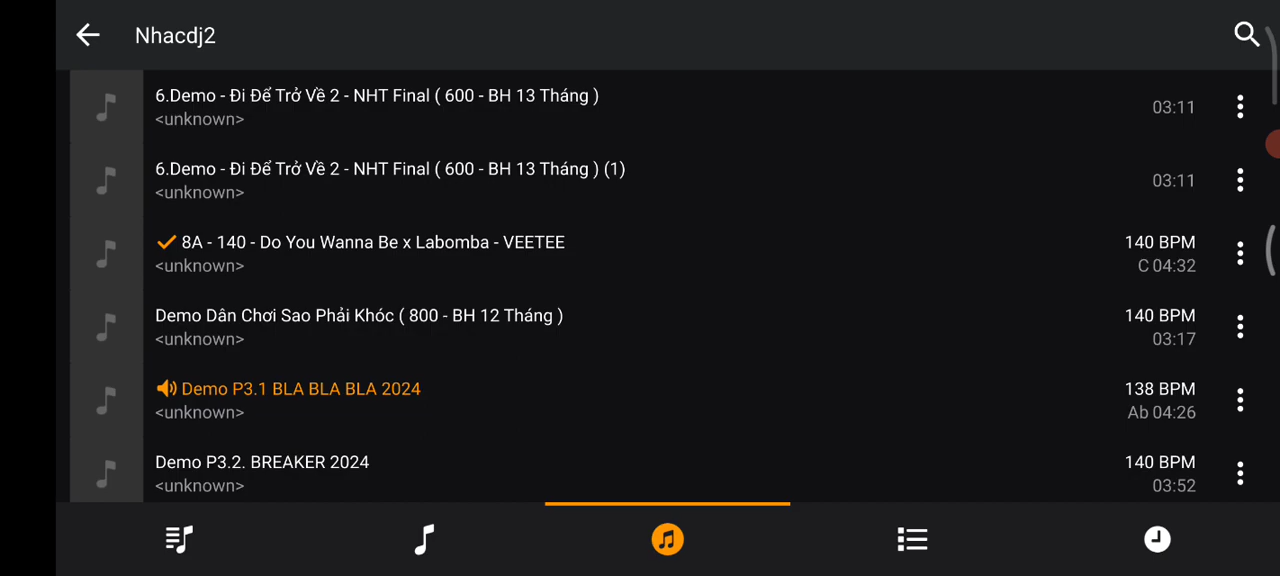 Nhacdj2
6.Demo - Đi Để Trở Về 2 - NHT Final ( 600 - BH 13 Tháng )
<unknown>
03:11
6.Demo - Đi Để Trở Về 2 - NHT Final ( 600 - BH 13 Tháng ) (1)
<unknown>
03:11
8A - 140 - Do You Wanna Be x Labomba - VEETEE
<unknown>
140 BPM
C 04:32
Demo Dân Chơi Sao Phải Khóc ( 800 - BH 12 Tháng )
<unknown>
140 BPM
03:17
Demo P3.1 BLA BLA BLA 2024
<unknown>
138 BPM
Ab 04:26
Demo P3.2. BREAKER 2024
<unknown>
140 BPM
03:52